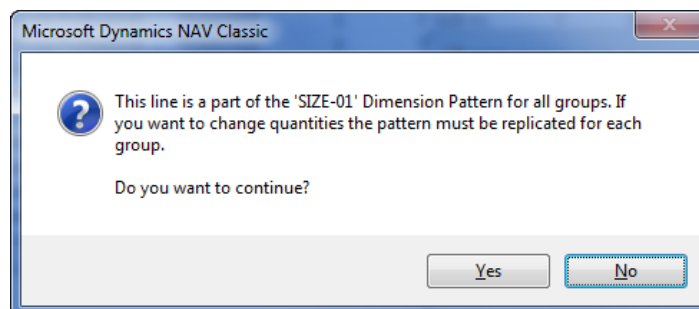 Microsoft Dynamics NAV Classic
This line is a part of the 'SIZE-01' Dimension Pattern for all groups. If
you want to change quantities the pattern must be replicated for each
group.
Do you want to continue?
Yes
No